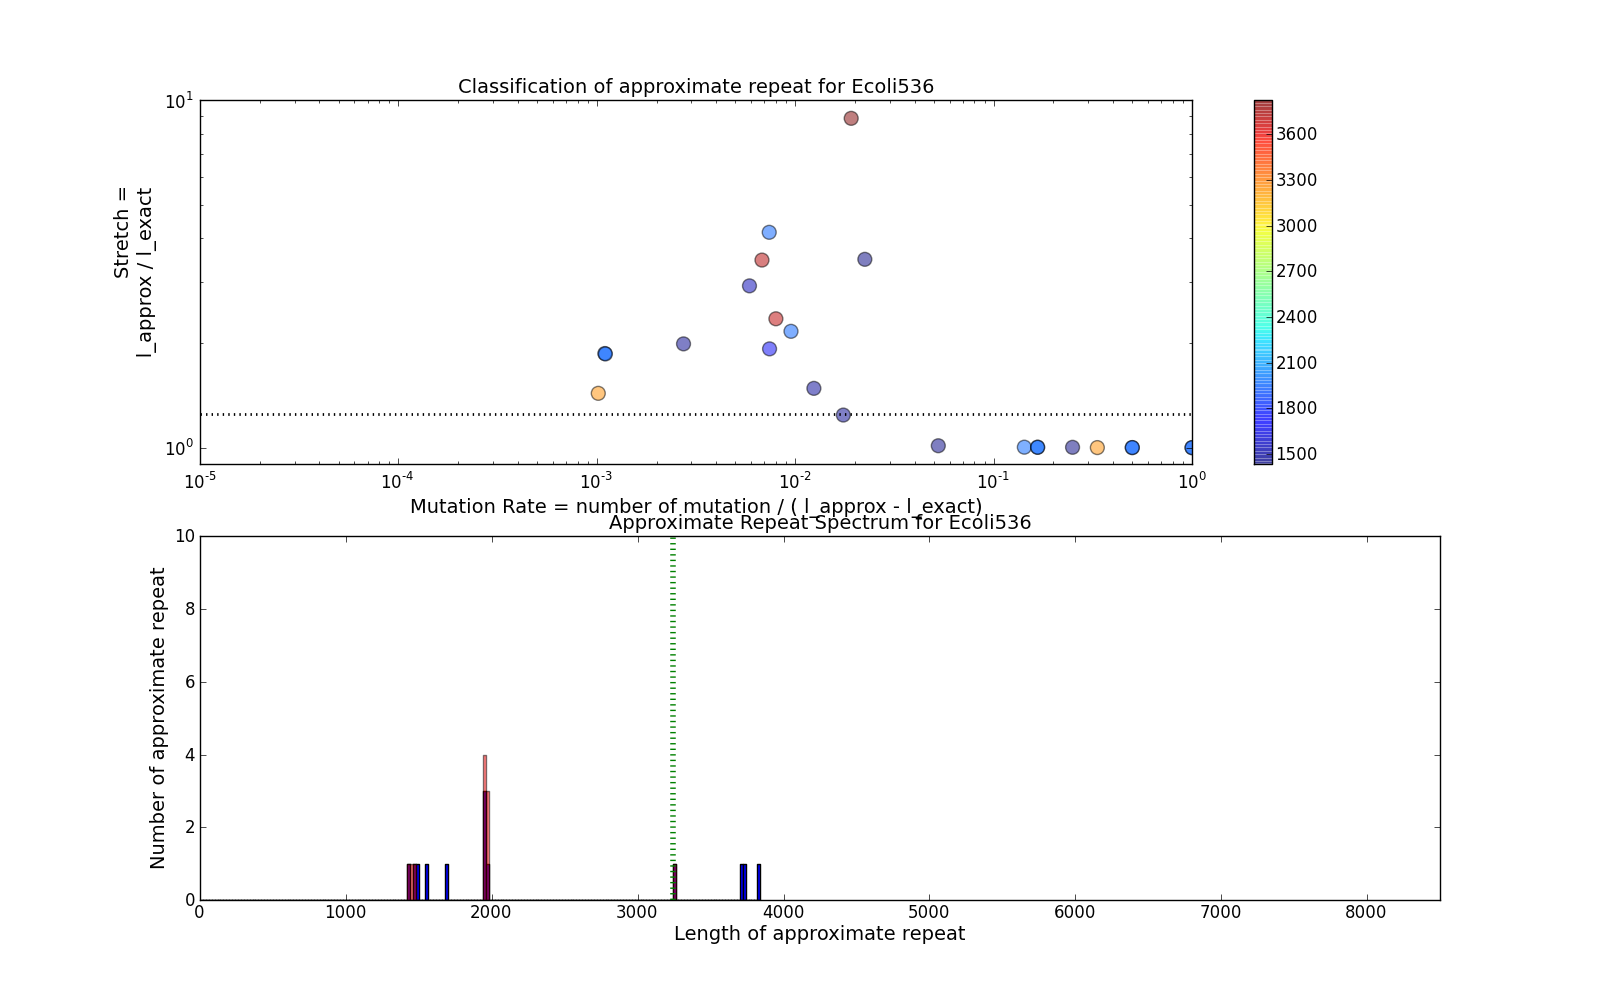 Classification of approximate repeat for Ecoli536
10^1
10^0
Stretch =
l_approx / l_exact
10^-5 10^-4 10^-3 10^-2 10^-1 10^0
Mutation Rate = number of mutation / ( l_approx - l_exact)
3600
3300
3000
2700
2400
2100
1800
1500
Approximate Repeat Spectrum for Ecoli536
10
8
6
4
2
0
Number of approximate repeat
0 1000 2000 3000 4000 5000 6000 7000 8000
Length of approximate repeat